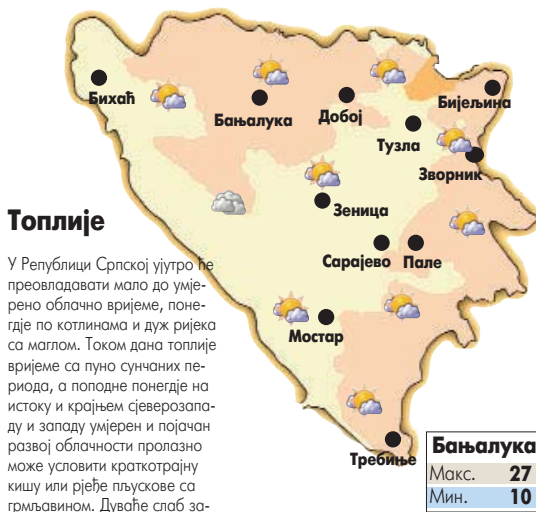 Бихаћ
Бањалука
Добој
Бијељина
Тузла
Зворник
Зеница
Сарајево
Пале
Мостар
Требиње
Топлије
У Републици Српској ујутро ће
преовладавати мало до умје-
рено облачно вријеме, поне-
гдје по котлинама и дуж ријека
са маглом. Током дана топлије
вријеме са пуно сунчаних пе-
риода, а поподне понегдје на
истоку и крајњем сјеверозапа-
ду и западу умјерен и појачан
развој облачности пролазно
може условити краткотрајну
кишу или рјеђе пљускове са
грмљавином. Дуваће слаб за-
Бањалука
Макс. 27
Мин. 10